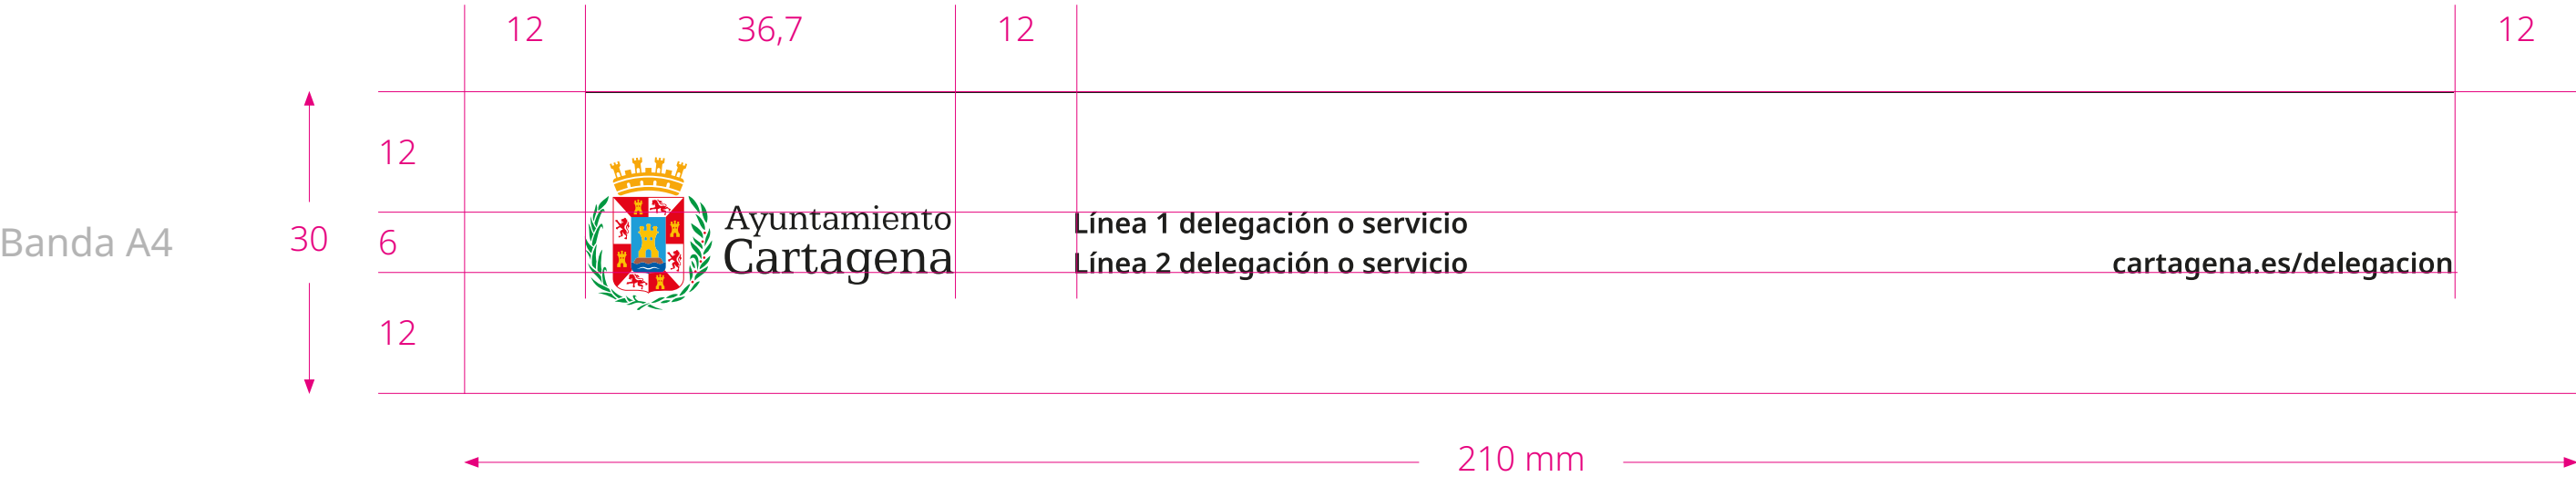 12 36,7 12 12
12
Banda A4 30 6
12
Ayuntamiento
Cartagena
Línea 1 delegación o servicio
Línea 2 delegación o servicio
cartagena.es/delegacion
210 mm